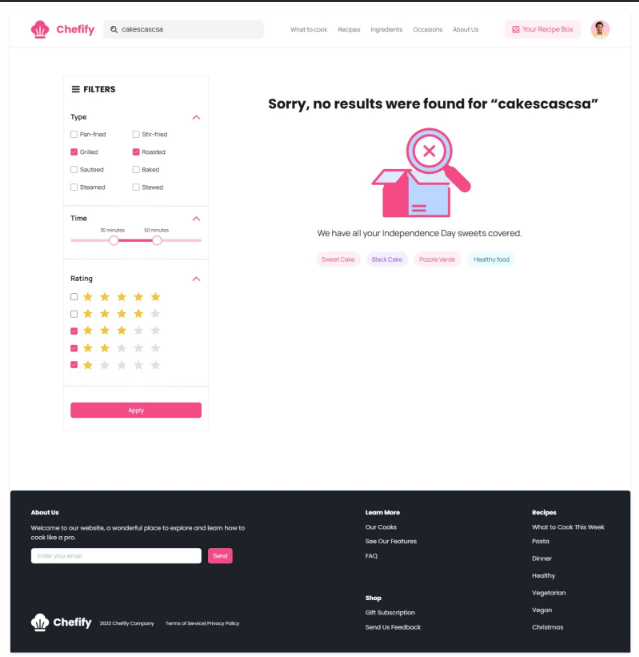 Chefify
cakescascsa
What to cook Recipes Ingredients Occasions About Us
Your Recipe Box
FILTERS
Type
Pan-fried Stir-fried
Grilled Roasted
Sauteed Baked
Steamed Stewed
Time
30 minutes 50 minutes
Rating
Apply
Sorry, no results were found for “cakescascsa”
We have all your Independence Day sweets covered.
Sweet Cake Black Cake Pozole Verde Healthy food
About Us
Welcome to our website, a wonderful place to explore and learn how to
cook like a pro.
Enter your email
Send
Chefify
2023 Chefify Company
Terms of Service|Privacy Policy
Learn More
Our Cooks
See Our Features
FAQ
Shop
Gift Subscription
Send Us Feedback
Recipes
What to Cook This Week
Pasta
Dinner
Healthy
Vegetarian
Vegan
Christmas